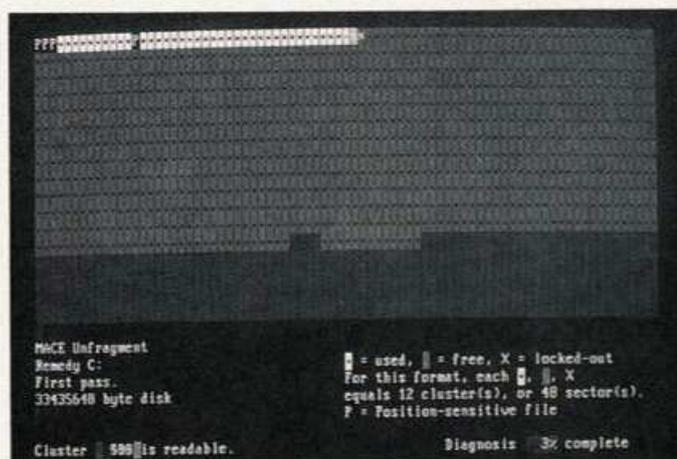 PPP P
MACE Unfragment
Remedy C:
First pass.
33435648 byte disk
= used, = free, X = locked-out
For this format, each , , X
equals 12 cluster(s), or 48 sector(s).
P = Position-sensitive file
Cluster is readable.
Diagnosis 3% complete